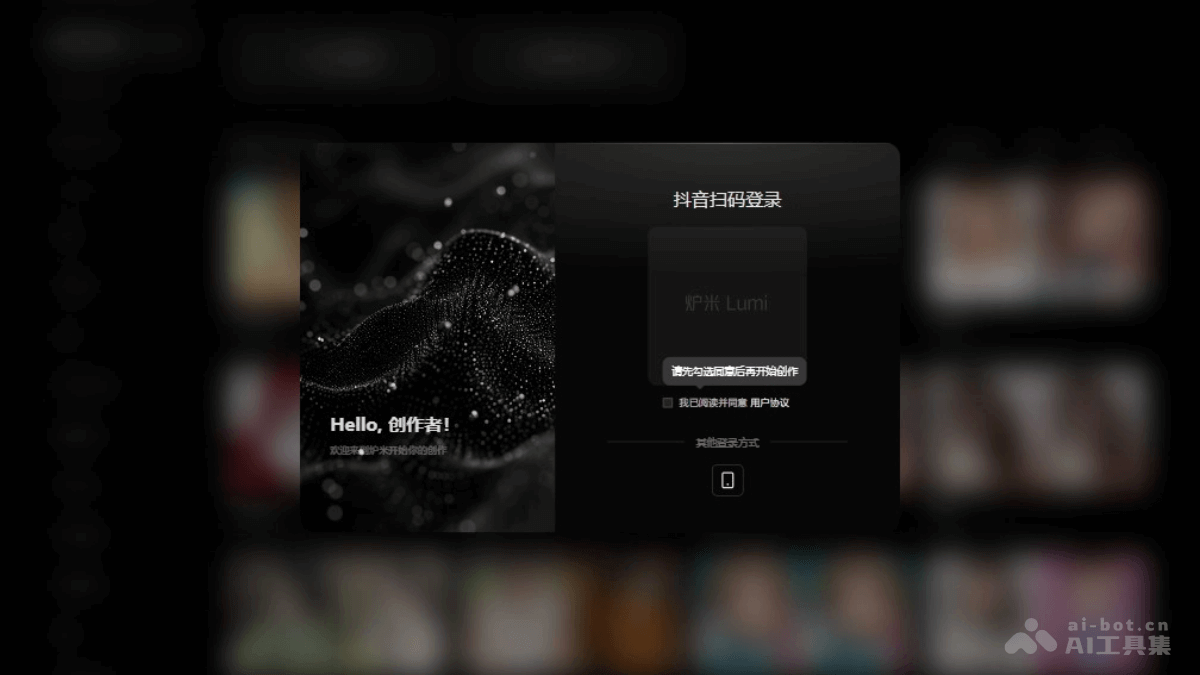 抖音扫码登录
炉米 Lumi
请先勾选同意后再开始创作
我已阅读并同意 用户协议
其他登录方式
Hello, 创作者!
欢迎来到炉米开始你的创作
ai-bot.cn
AI工具集